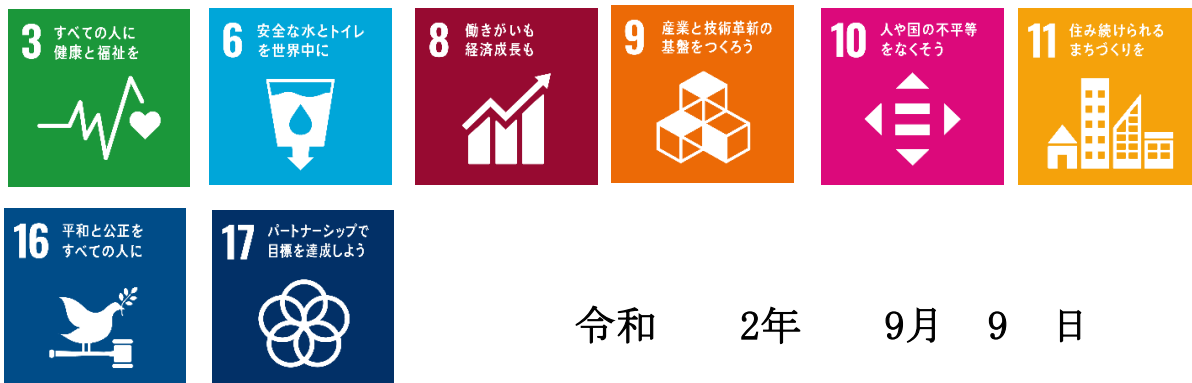 3 すべての人に
健康と福祉を
6 安全な水とトイレ
を世界中に
8 働きがいも
経済成長も
9 産業と技術革新の
基盤をつくろう
10 人や国の不平等
をなくそう
11 住み続けられる
まちづくりを
16 平和と公正を
すべての人に
17 パートナーシップで
目標を達成しよう
令和 2年 9月 9 日